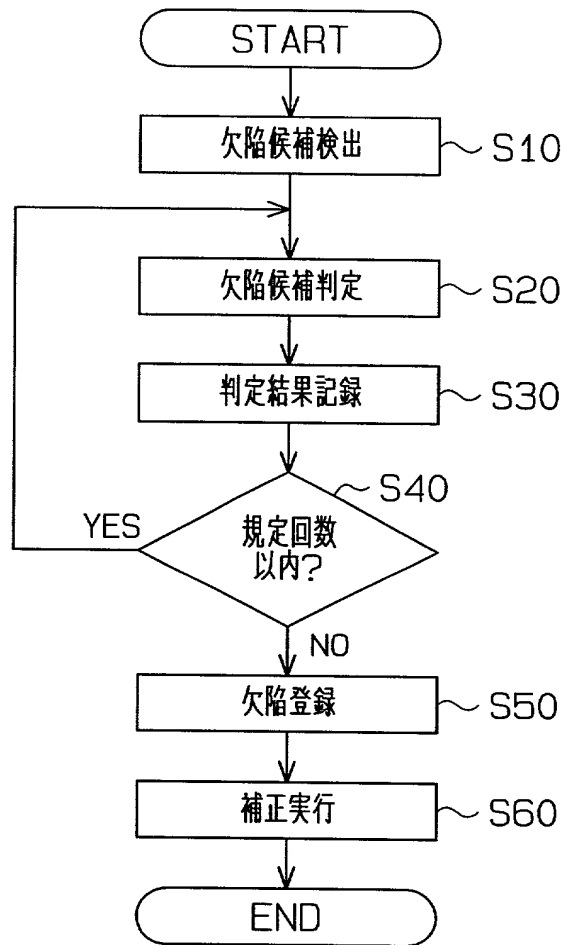 START
欠陥候補検出
S10
欠陥候補判定
S20
判定結果記録
S30
S40
YES
規定回数
以内?
NO
欠陥登録
S50
補正実行
S60
END